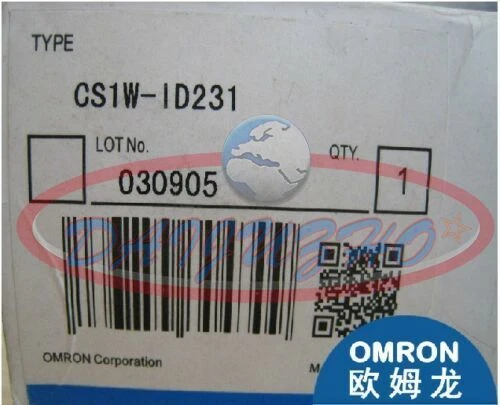 TYPE
CS1W-ID231
LOT No.
QTY.
030905
1
OMRON Corporation
OMRON
欧姆龙